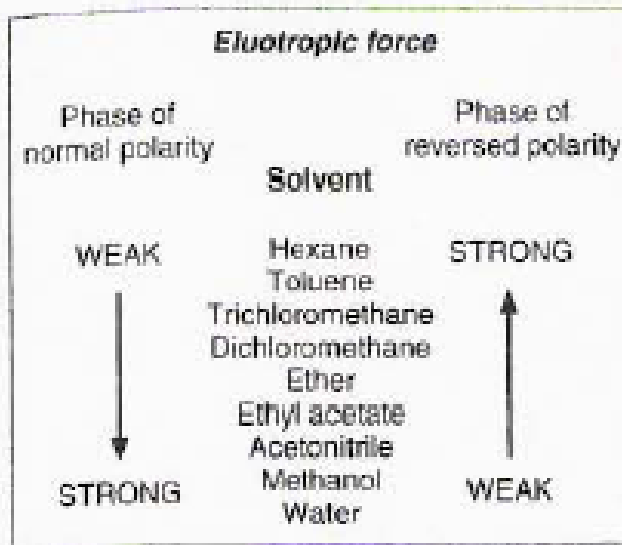 Eluotropic force
Phase of
normal polarity
Phase of
reversed polarity
Solvent
WEAK
STRONG
Hexane
Toluene
Trichloromethane
Dichloromethane
Ether
Ethyl acetate
Acetonitrile
Methanol
Water
STRONG
WEAK